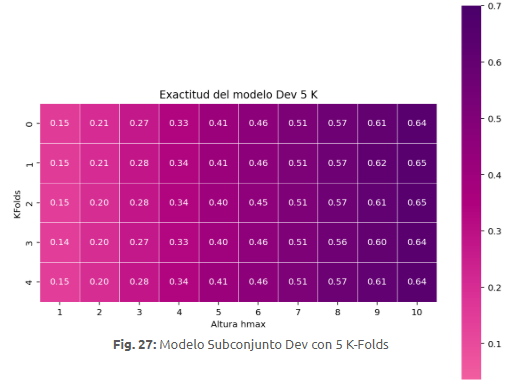 Exactitud del modelo Dev 5 K
KFolds
0 0.15 0.21 0.27 0.33 0.41 0.46 0.51 0.57 0.61 0.64
1 0.15 0.21 0.28 0.34 0.41 0.46 0.51 0.57 0.62 0.65
2 0.15 0.20 0.28 0.34 0.40 0.45 0.51 0.57 0.61 0.65
3 0.14 0.20 0.27 0.33 0.40 0.46 0.51 0.56 0.60 0.64
4 0.15 0.20 0.28 0.34 0.41 0.46 0.51 0.57 0.61 0.64
1 2 3 4 5 6 7 8 9 10
Altura hmax
0.7
0.6
0.5
0.4
0.3
0.2
0.1
Fig. 27: Modelo Subconjunto Dev con 5 K-Folds